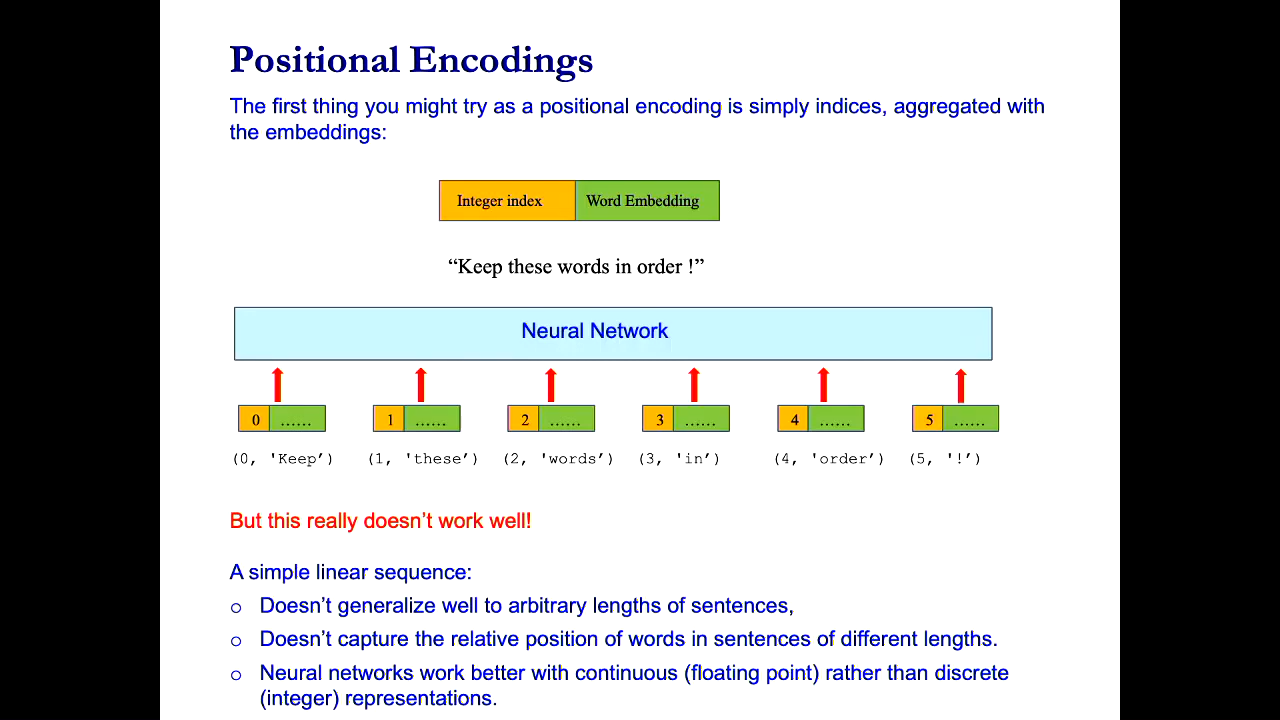 Positional Encodings
The first thing you might try as a positional encoding is simply indices, aggregated with
the embeddings:
Integer index Word Embedding
“Keep these words in order !”
Neural Network
0 ...... 1 ...... 2 ...... 3 ...... 4 ...... 5 ......
(0, 'Keep’) (1, 'these’) (2, 'words’) (3, 'in’) (4, 'order’) (5, '!’)
But this really doesn’t work well!
A simple linear sequence:
o Doesn’t generalize well to arbitrary lengths of sentences,
o Doesn’t capture the relative position of words in sentences of different lengths.
o Neural networks work better with continuous (floating point) rather than discrete
(integer) representations.